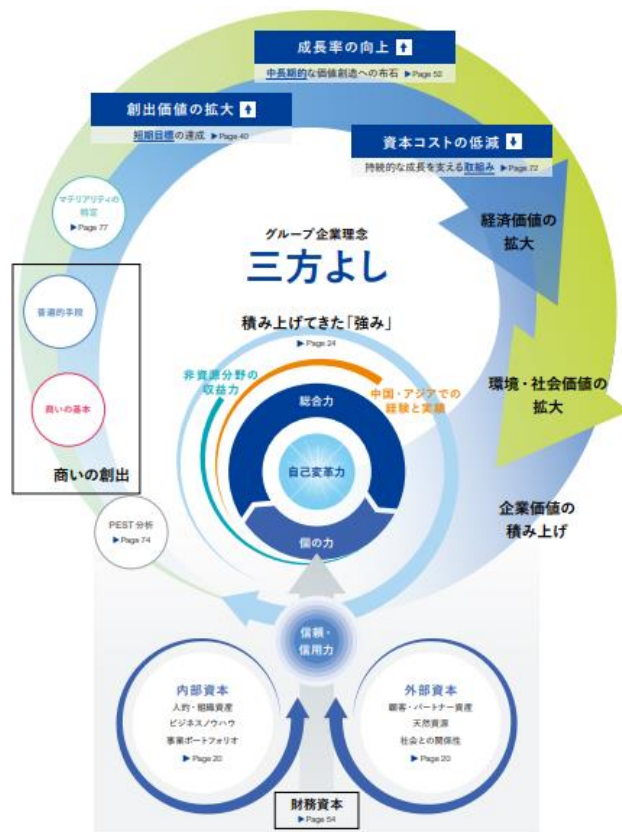 成長率の向上
中長期的な価値創造への布石 ▶Page 52
創出価値の拡大
短期目標の達成 ▶Page 40
資本コストの低減
持続的な成長を支える取組み ▶Page 72
マテリアリティの
特定
▶Page 77
経済価値の
拡大
グループ企業理念
三方よし
普遍的手段
積み上げてきた「強み」
▶Page 24
非資源分野の
収益力
中国・アジアでの
経験と実績
環境・社会価値の
拡大
総合力
商いの基本
自己変革力
商いの創出
企業価値の
積み上げ
PEST分析
▶Page 74
個の力
信頼・
信用力
内部資本
人的・組織資産
ビジネスノウハウ
事業ポートフォリオ
▶Page 20
外部資本
顧客・パートナー資産
天然資源
社会との関係性
▶Page 20
財務資本
▶Page 54